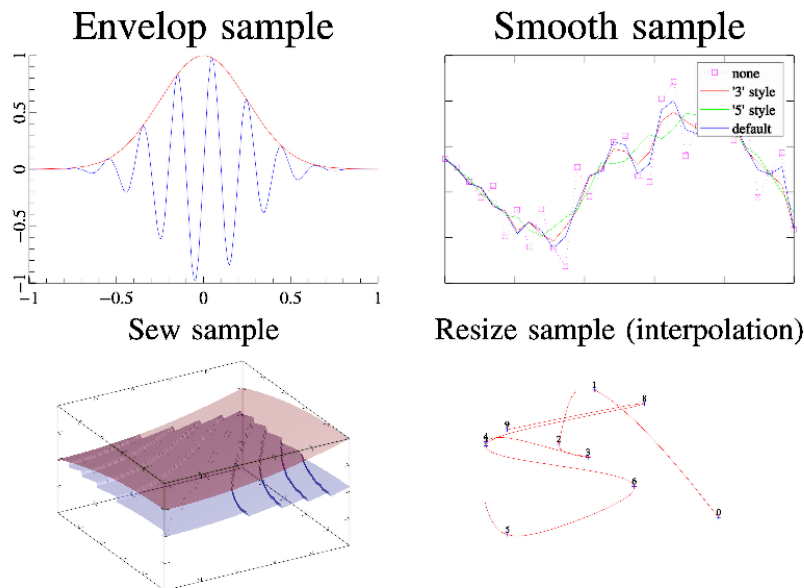 Envelop sample
Smooth sample
1
0.5
0
−0.5
−1
−1
−0.5
0
0.5
1
none
'3' style
'5' style
default
Sew sample
Resize sample (interpolation)
1
8
9
4
2
3
6
0
5